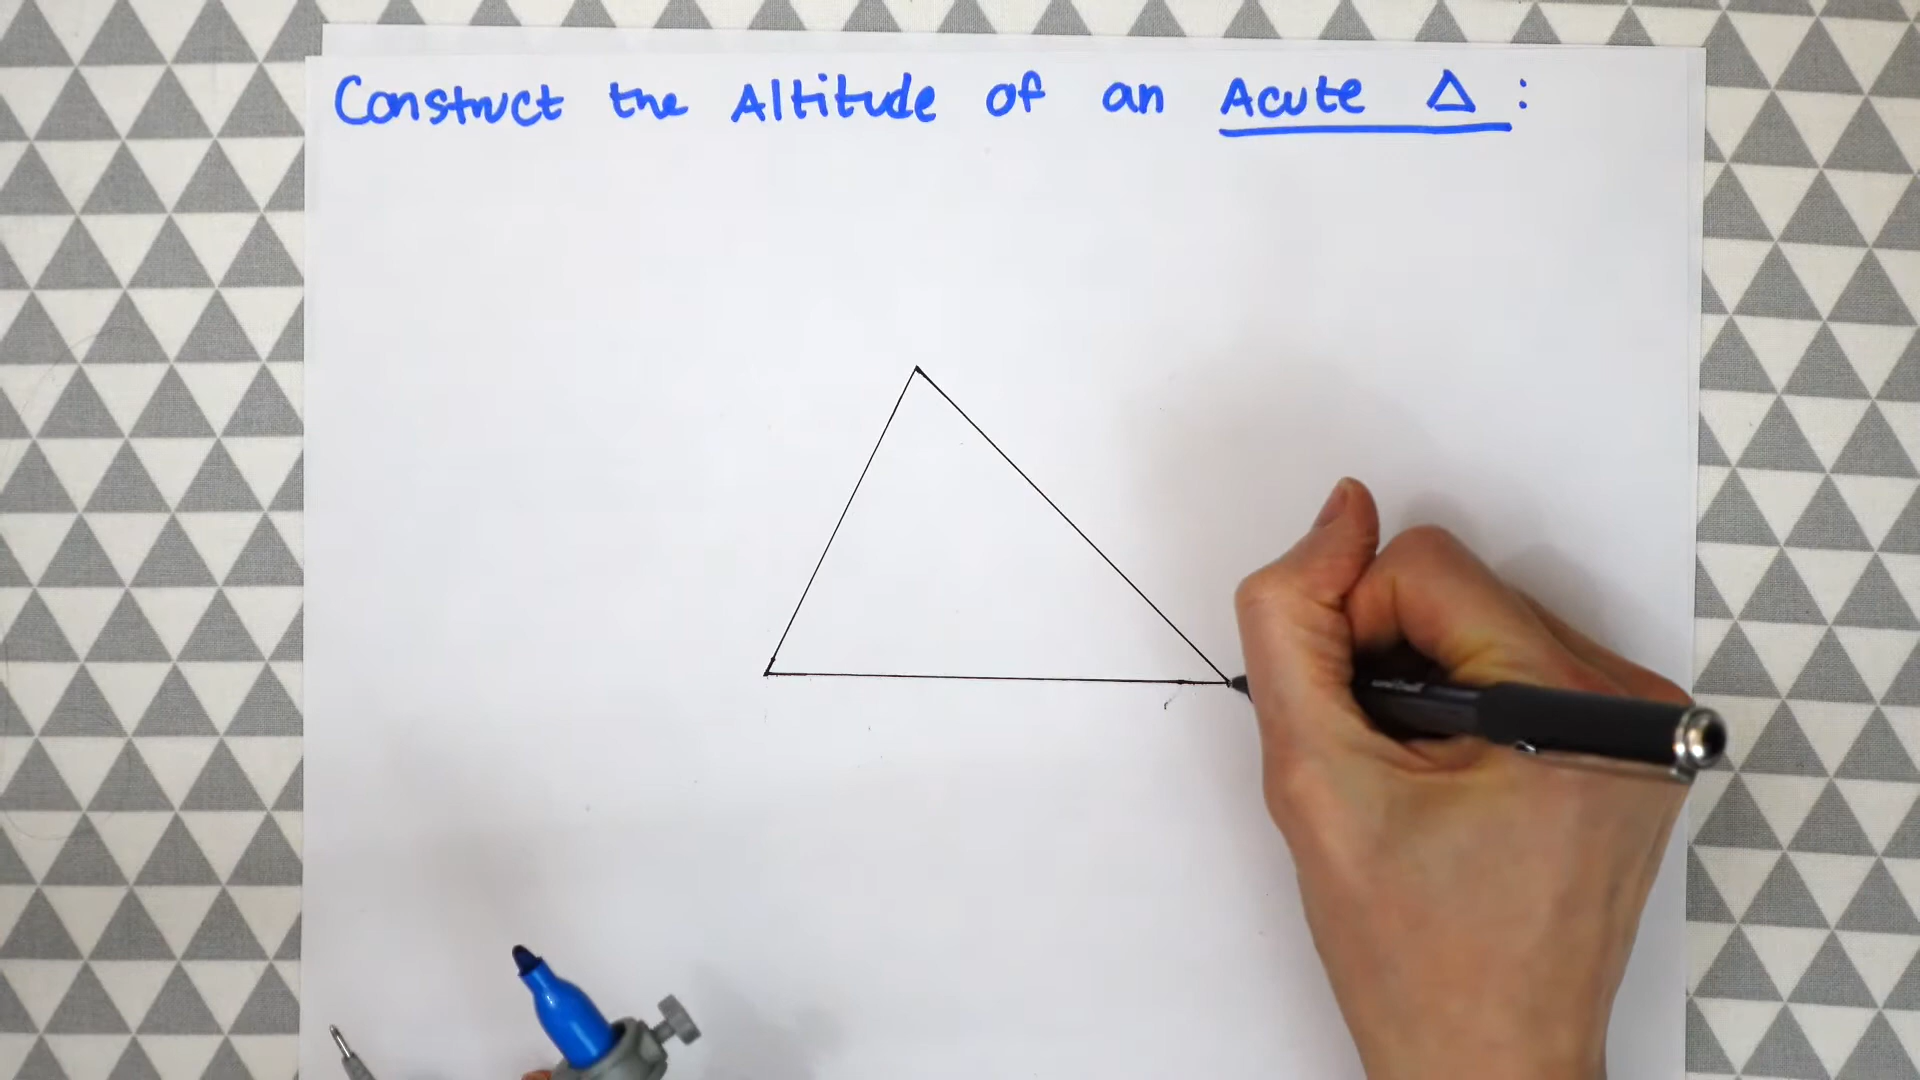 Construct the Altitude of an Acute Δ :